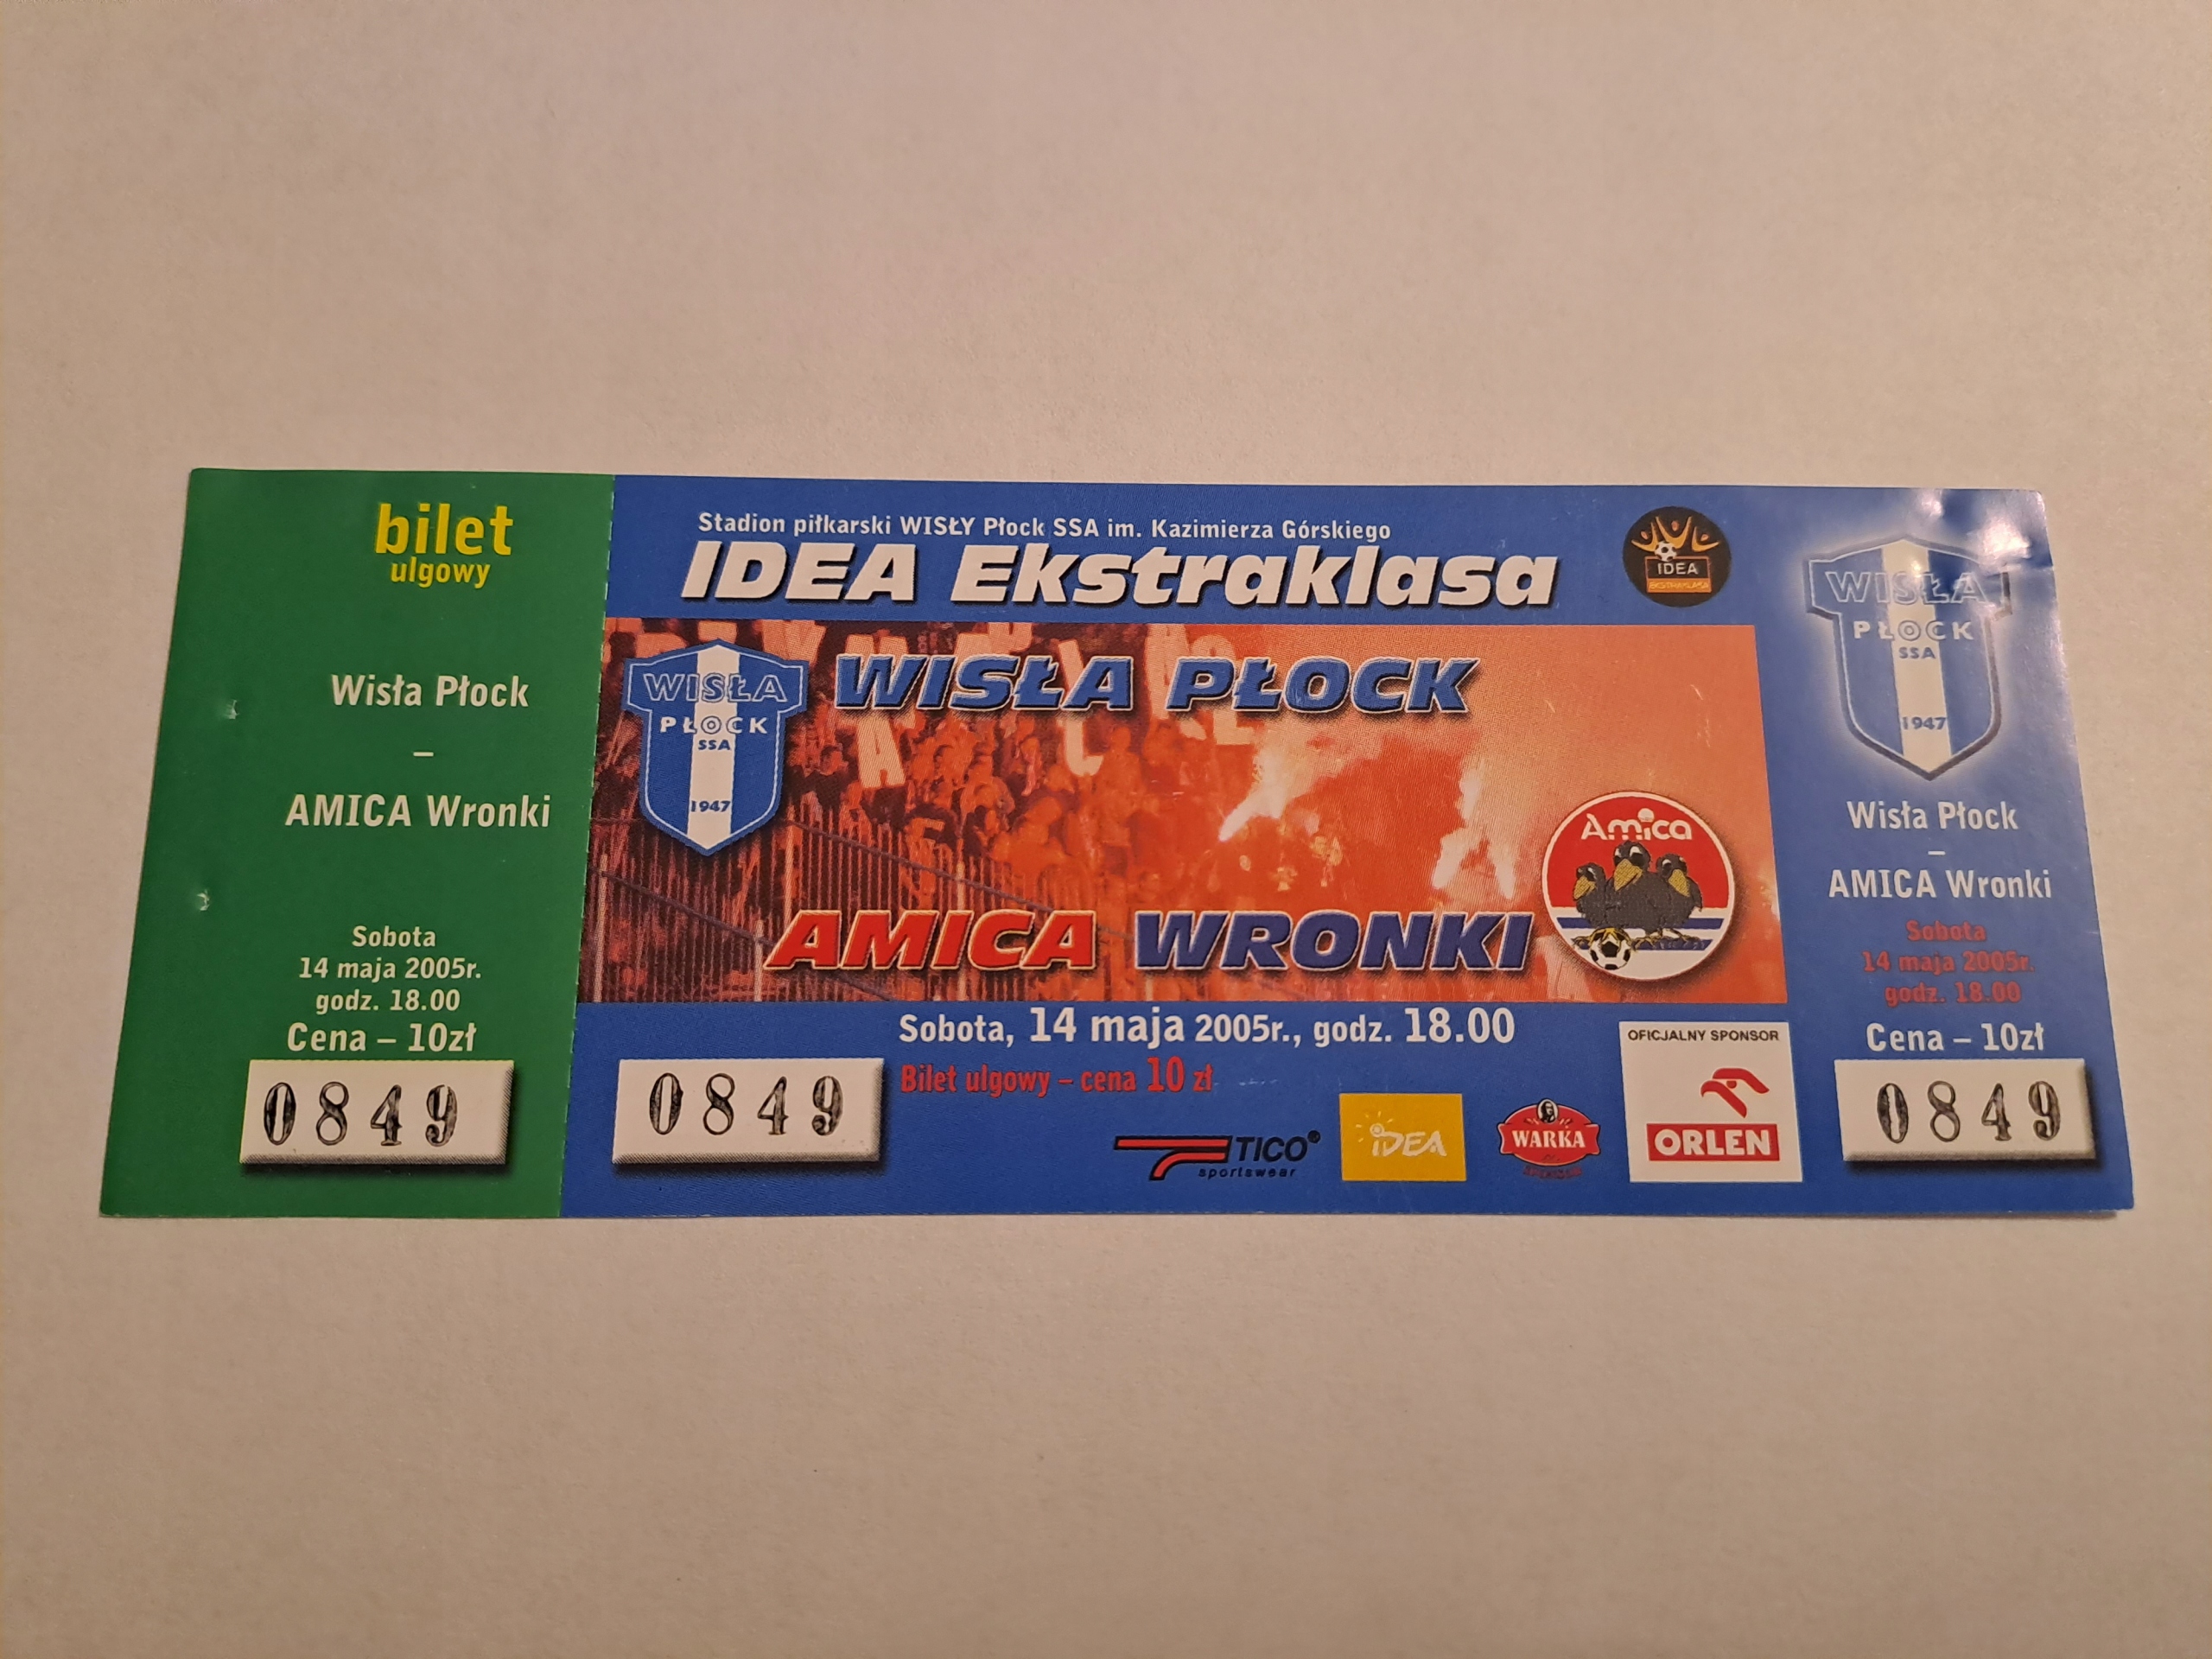 bilet
ulgowy
Wisła Płock
–
AMICA Wronki
Sobota
14 maja 2005r.
godz. 18.00
Cena – 10zł
0849
Stadion piłkarski WISŁY Płock SSA im. Kazimierza Górskiego
IDEA Ekstraklasa
IDEA
EKSTRAKLASA
WISŁA
PŁOCK
SSA
1947
WISŁA PŁOCK
Amica
AMICA WRONKI
Sobota, 14 maja 2005r., godz. 18.00
Bilet ulgowy – cena 10 zł
0849
TICO®
sportswear
iDEA
WARKA
OFICJALNY SPONSOR
ORLEN
WISŁA
PŁOCK
SSA
1947
Wisła Płock
–
AMICA Wronki
Sobota
14 maja 2005r.
godz. 18.00
Cena – 10zł
0849